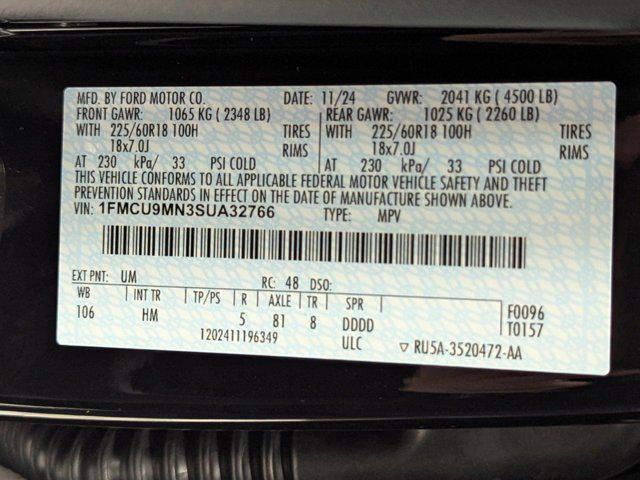 MFD. BY FORD MOTOR CO. DATE: 11/24 GVWR: 2041 KG ( 4500 LB)
FRONT GAWR: 1065 KG ( 2348 LB) REAR GAWR: 1025 KG ( 2260 LB)
WITH 225/60R18 100H TIRES WITH 225/60R18 100H TIRES
18x7.0J RIMS 18x7.0J RIMS
AT 230 kPa/ 33 PSI COLD AT 230 kPa/ 33 PSI COLD
THIS VEHICLE CONFORMS TO ALL APPLICABLE FEDERAL MOTOR VEHICLE SAFETY AND THEFT
PREVENTION STANDARDS IN EFFECT ON THE DATE OF MANUFACTURE SHOWN ABOVE.
VIN: 1FMCU9MN3SUA32766 TYPE: MPV
EXT PNT: UM RC: 48 DSO:
WB INT TR TP/PS R AXLE TR SPR F0096
106 HM 5 81 8 DDDD T0157
1202411196349 ULC ▽ RU5A-3520472-AA